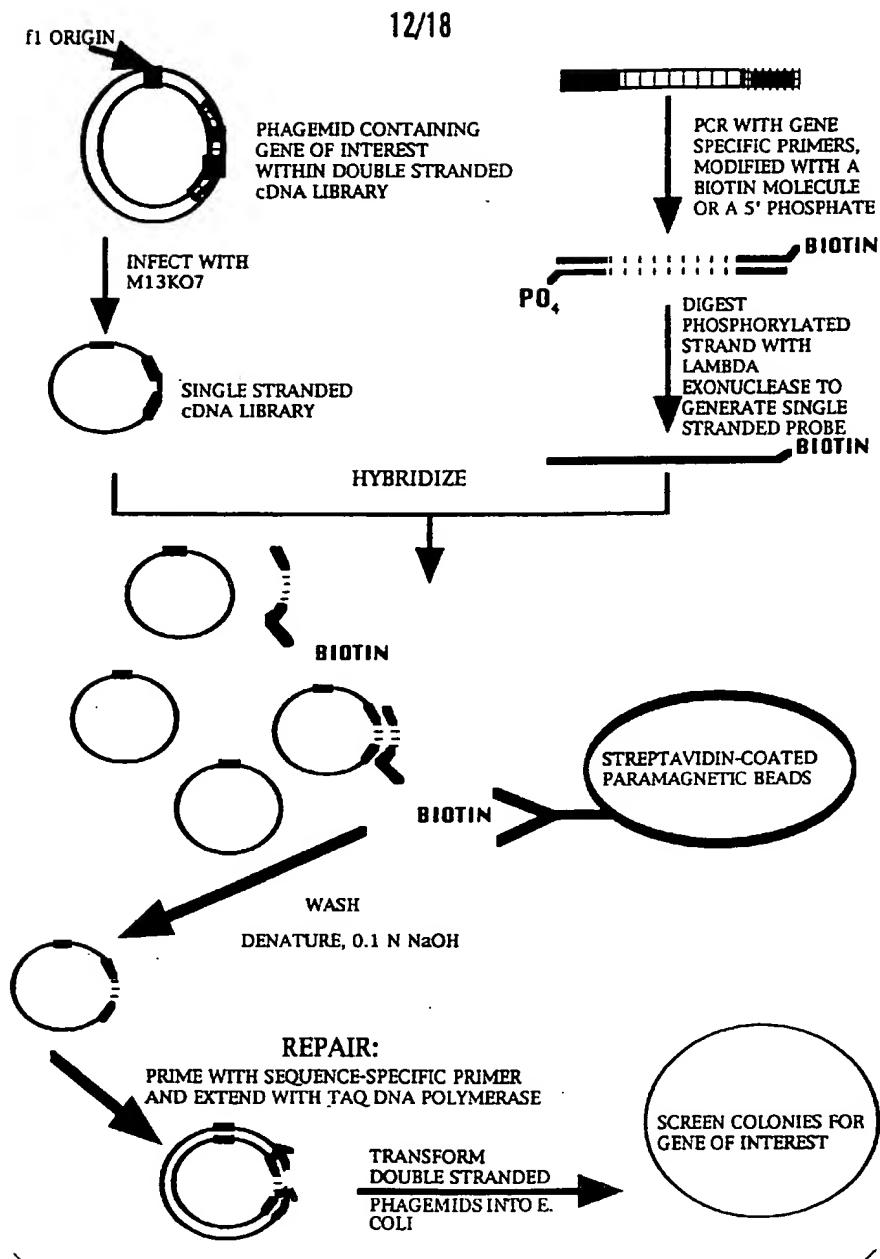 12/18
f1 ORIGIN
PHAGEMID CONTAINING
GENE OF INTEREST
WITHIN DOUBLE STRANDED
cDNA LIBRARY
INFECT WITH
M13KO7
SINGLE STRANDED
cDNA LIBRARY
PCR WITH GENE
SPECIFIC PRIMERS,
MODIFIED WITH A
BIOTIN MOLECULE
OR A 5' PHOSPHATE
BIOTIN
PO4
DIGEST
PHOSPHORYLATED
STRAND WITH
LAMBDA
EXONUCLEASE TO
GENERATE SINGLE
STRANDED PROBE
BIOTIN
HYBRIDIZE
BIOTIN
STREPTAVIDIN-COATED
PARAMAGNETIC BEADS
BIOTIN
WASH
DENATURE, 0.1 N NaOH
REPAIR:
PRIME WITH SEQUENCE-SPECIFIC PRIMER
AND EXTEND WITH TAQ DNA POLYMERASE
TRANSFORM
DOUBLE STRANDED
PHAGEMIDS INTO E.
COLI
SCREEN COLONIES FOR
GENE OF INTEREST